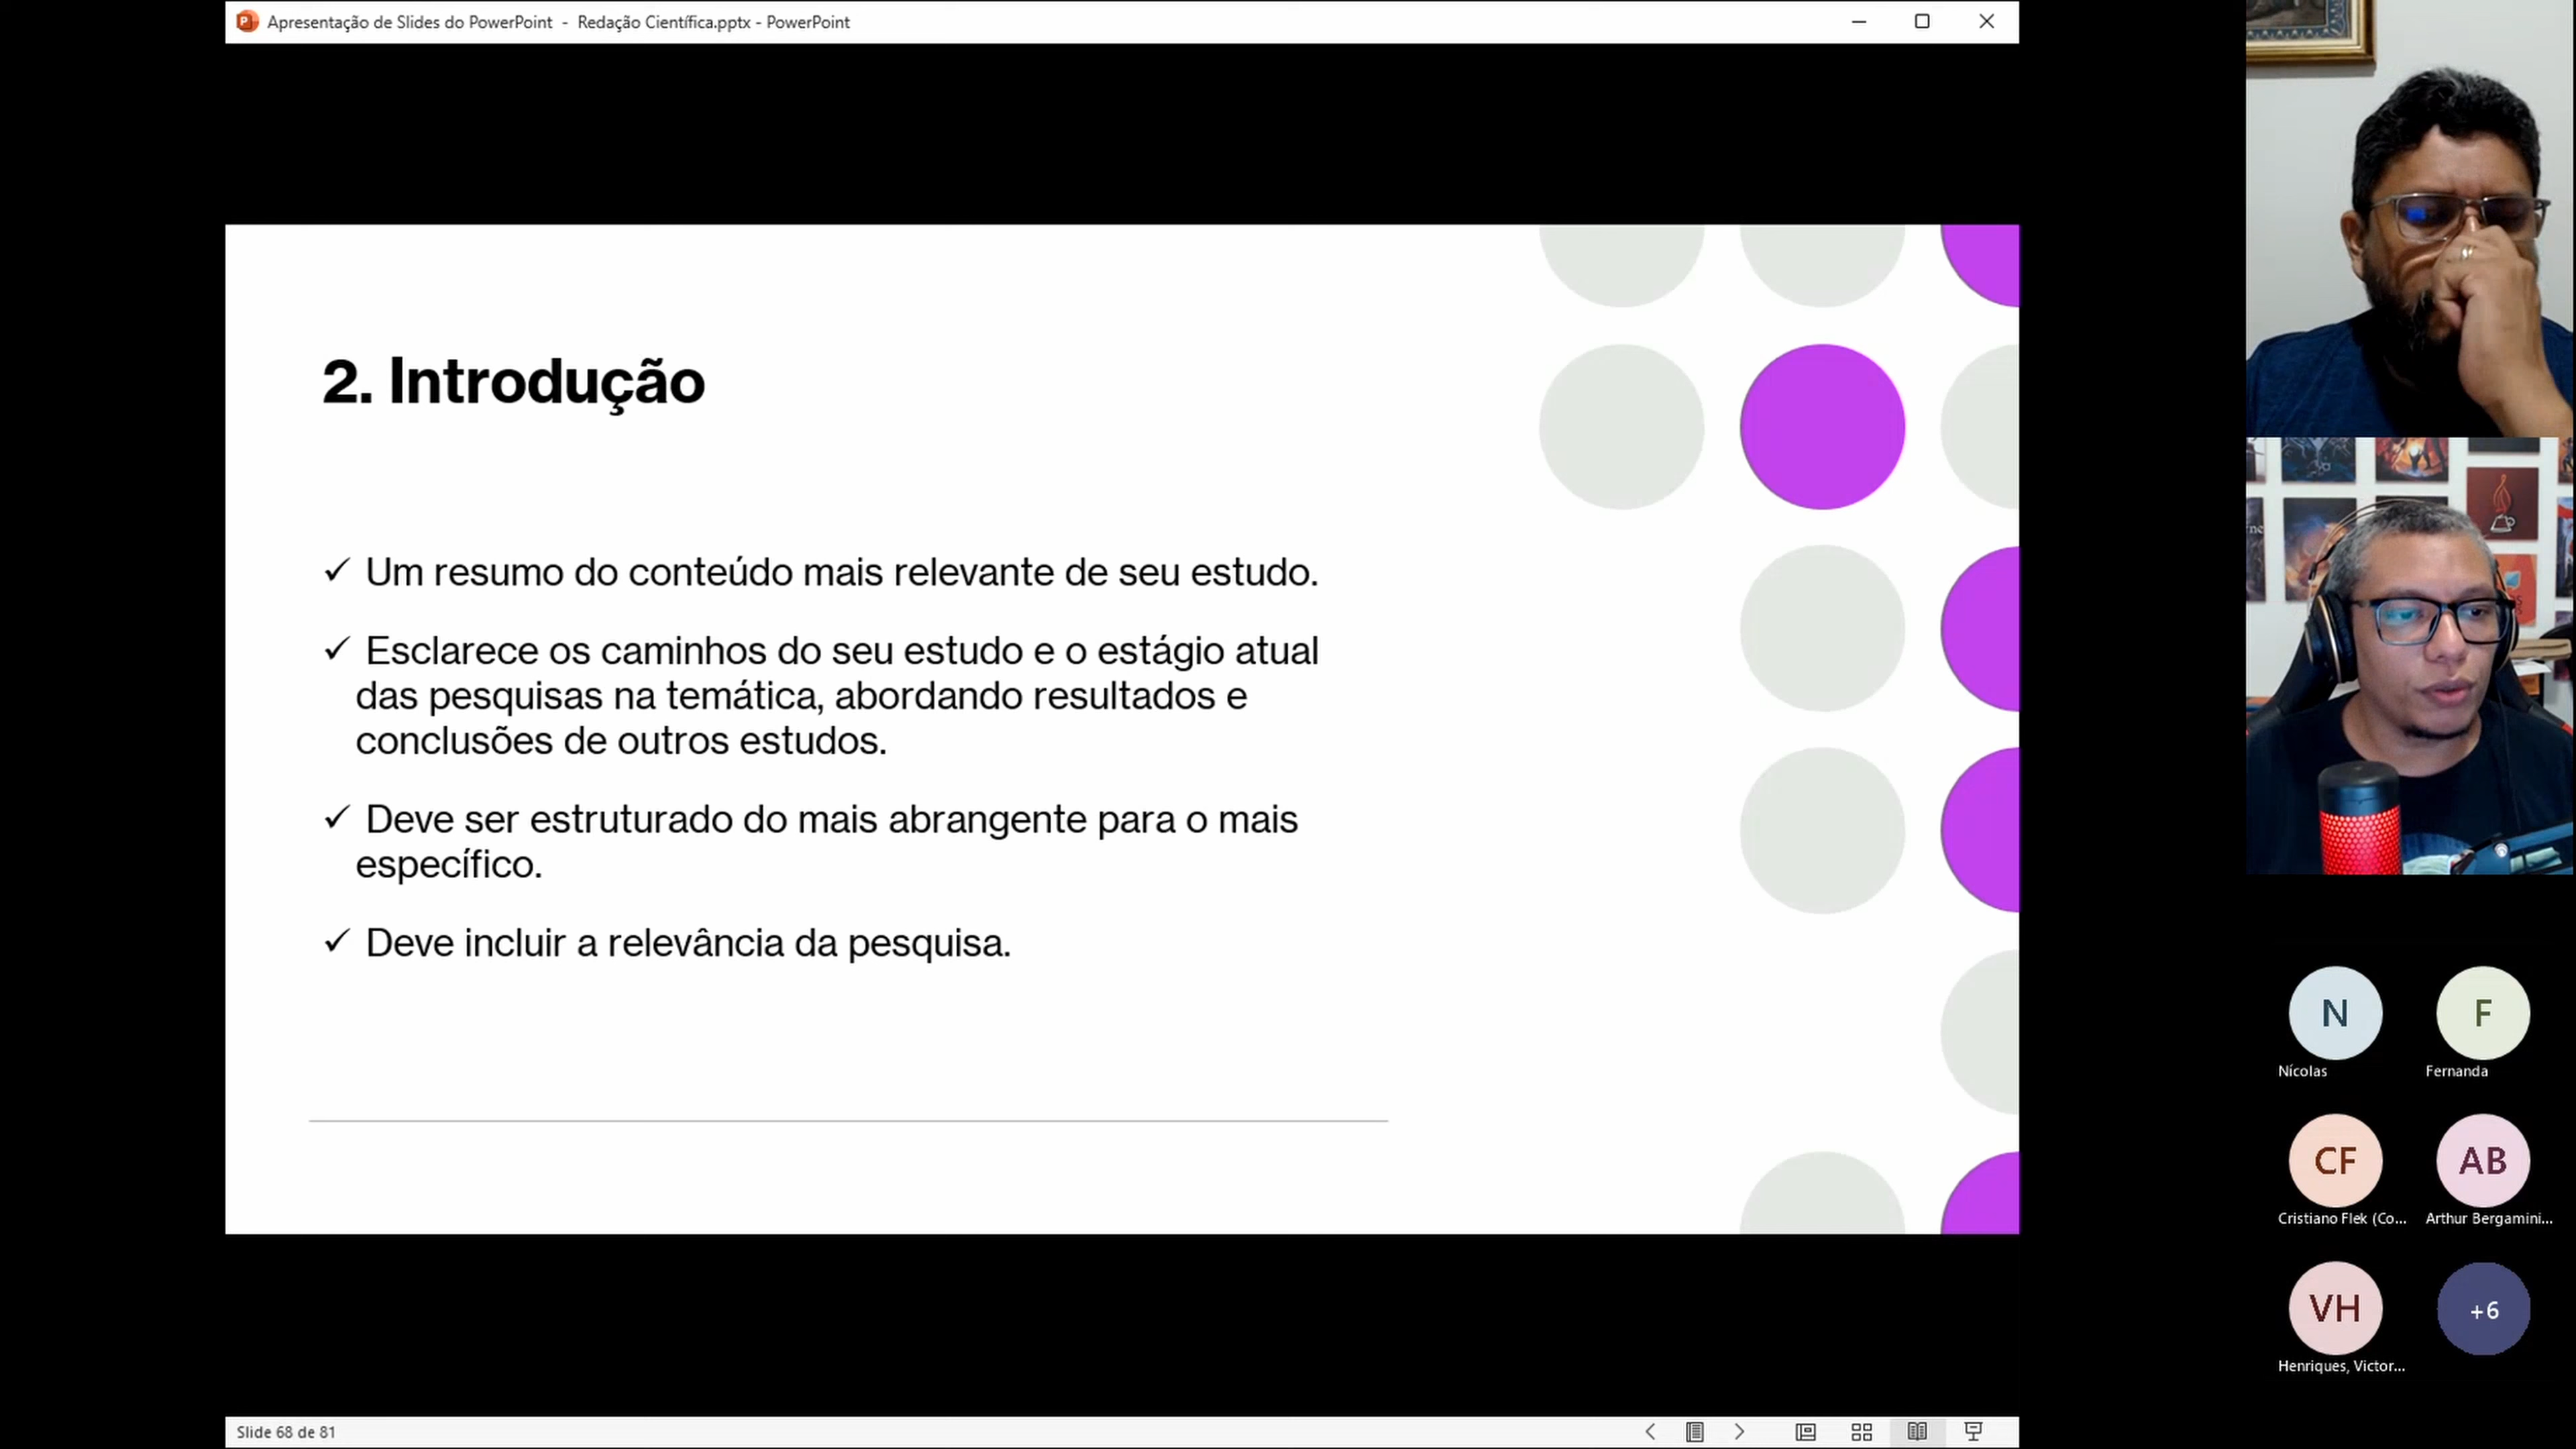 Apresentação de Slides do PowerPoint - Redação Científica.pptx - PowerPoint
2. Introdução
✓ Um resumo do conteúdo mais relevante de seu estudo.
✓ Esclarece os caminhos do seu estudo e o estágio atual
das pesquisas na temática, abordando resultados e
conclusões de outros estudos.
✓ Deve ser estruturado do mais abrangente para o mais
específico.
✓ Deve incluir a relevância da pesquisa.
Slide 68 de 81
N
Nícolas
F
Fernanda
CF
Cristiano Flek (Co...
AB
Arthur Bergamini...
VH
Henriques, Victor...
+6